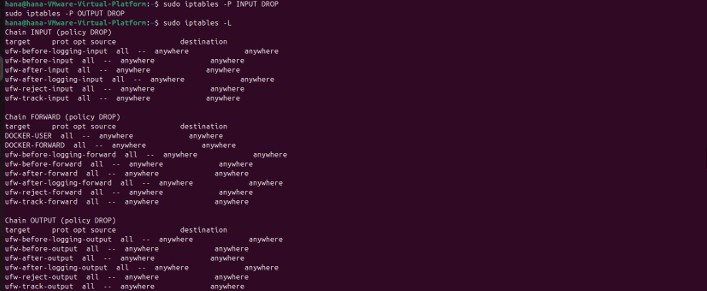 hana@hana-VMware-Virtual-Platform:~$ sudo iptables -P INPUT DROP
sudo iptables -P OUTPUT DROP
hana@hana-VMware-Virtual-Platform:~$ sudo iptables -L
Chain INPUT (policy DROP)
target     prot opt source               destination
ufw-before-logging-input  all  --  anywhere             anywhere
ufw-before-input  all  --  anywhere             anywhere
ufw-after-input  all  --  anywhere             anywhere
ufw-after-logging-input  all  --  anywhere             anywhere
ufw-reject-input  all  --  anywhere             anywhere
ufw-track-input  all  --  anywhere             anywhere

Chain FORWARD (policy DROP)
target     prot opt source               destination
DOCKER-USER  all  --  anywhere             anywhere
DOCKER-FORWARD  all  --  anywhere             anywhere
ufw-before-logging-forward  all  --  anywhere             anywhere
ufw-before-forward  all  --  anywhere             anywhere
ufw-after-forward  all  --  anywhere             anywhere
ufw-after-logging-forward  all  --  anywhere             anywhere
ufw-reject-forward  all  --  anywhere             anywhere
ufw-track-forward  all  --  anywhere             anywhere

Chain OUTPUT (policy DROP)
target     prot opt source               destination
ufw-before-logging-output  all  --  anywhere             anywhere
ufw-before-output  all  --  anywhere             anywhere
ufw-after-output  all  --  anywhere             anywhere
ufw-after-logging-output  all  --  anywhere             anywhere
ufw-reject-output  all  --  anywhere             anywhere
ufw-track-output  all  --  anywhere             anywhere